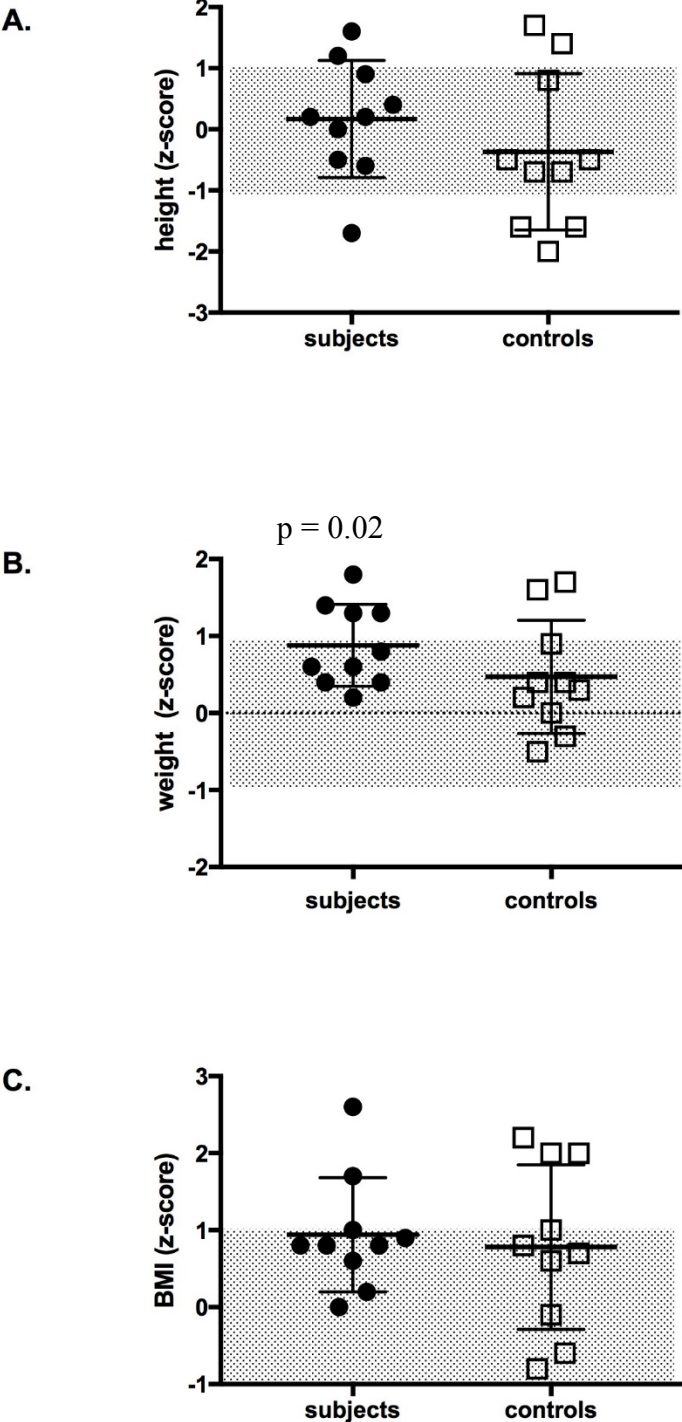 A.
height (z-score)
2
1
0
-1
-2
-3
subjects controls
p = 0.02
B.
weight (z-score)
2
1
0
-1
-2
subjects controls
C.
BMI (z-score)
3
2
1
0
-1
subjects controls